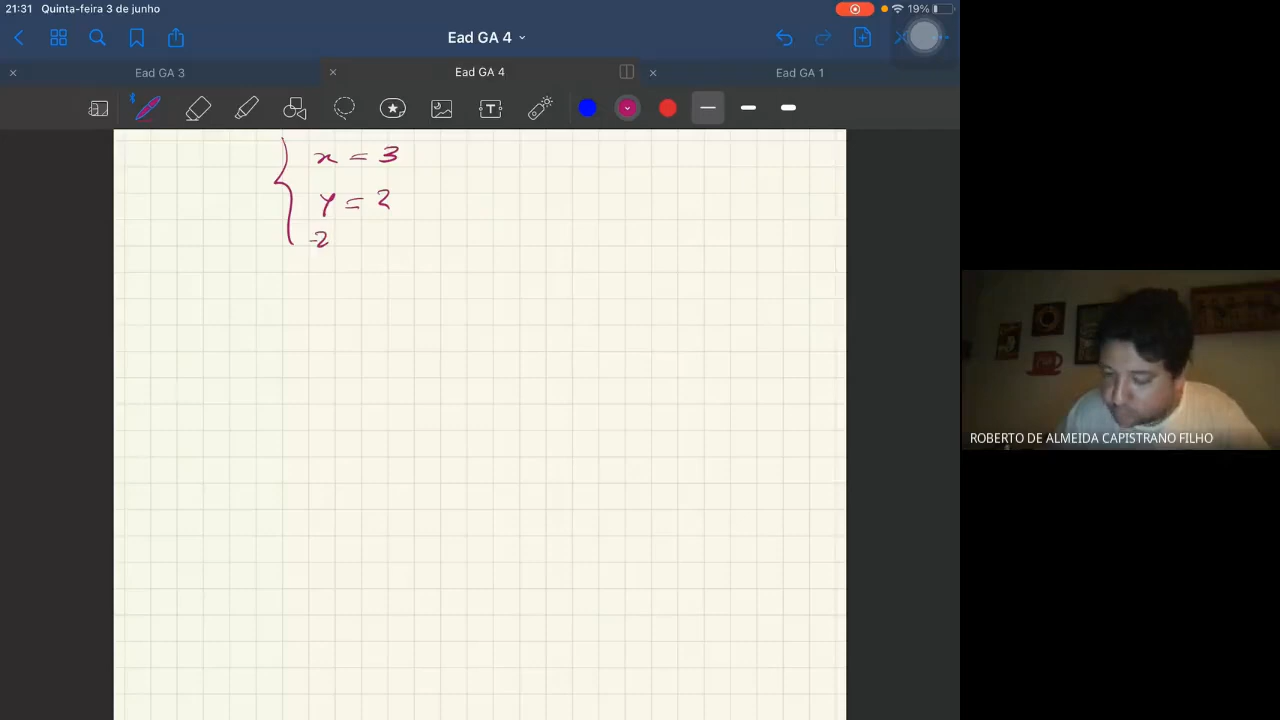 21:31 Quinta-feira 3 de junho
19%
Ead GA 4
Ead GA 3
Ead GA 4
Ead GA 1
T
x = 3
y = 2
-2
ROBERTO DE ALMEIDA CAPISTRANO FILHO